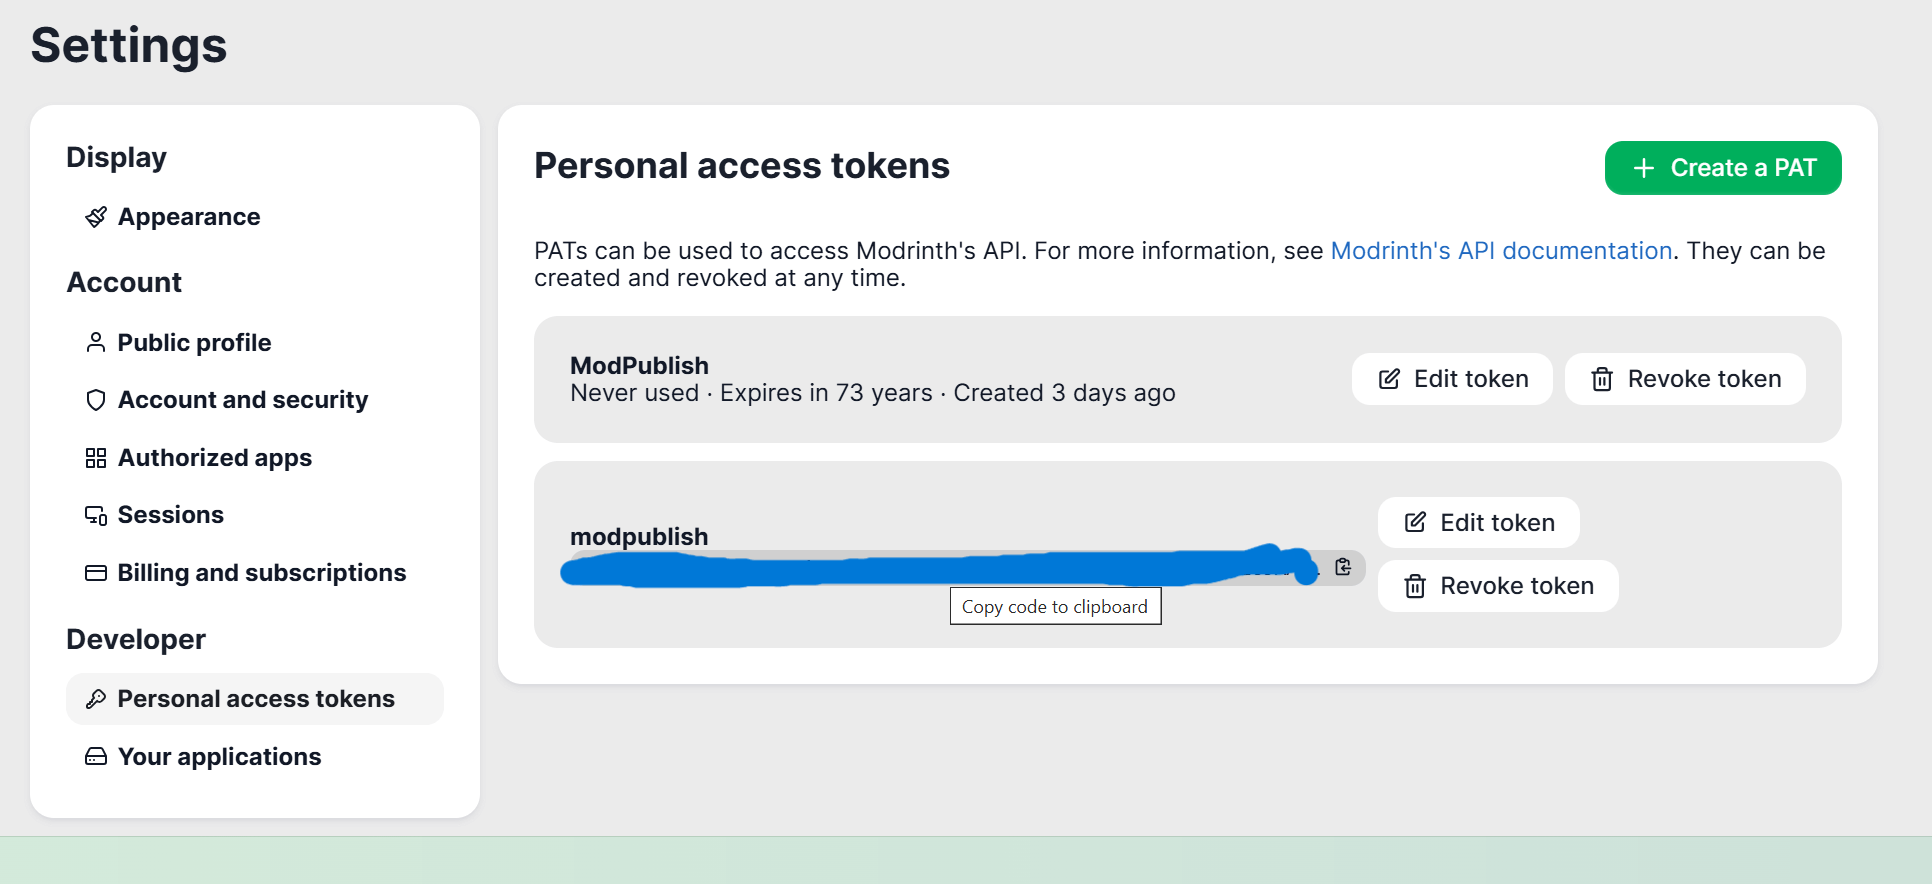 Settings
Display
Appearance
Account
Public profile
Account and security
Authorized apps
Sessions
Billing and subscriptions
Developer
Personal access tokens
Your applications
Personal access tokens
Create a PAT
PATs can be used to access Modrinth's API. For more information, see Modrinth's API documentation. They can be
created and revoked at any time.
ModPublish
Never used · Expires in 73 years · Created 3 days ago
Edit token
Revoke token
modpublish
Copy code to clipboard
Edit token
Revoke token